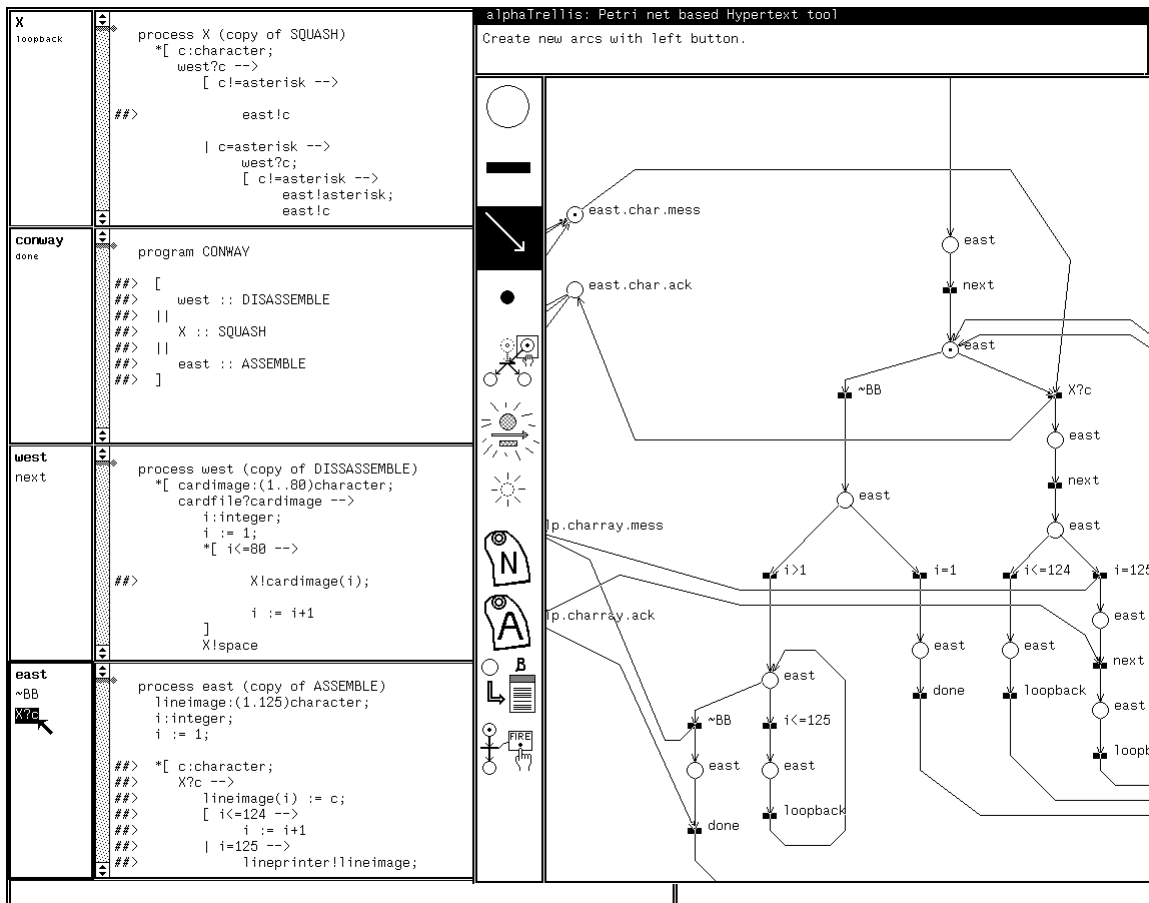 X
loopback
process X (copy of SQUASH)
*[ c:character;
west?c -->
[ c!=asterisk -->
##> east!c
| c=asterisk -->
west?c;
[ c!=asterisk -->
east!asterisk;
east!c
conway
done
program CONWAY
##> [
##> west :: DISASSEMBLE
##> ||
##> X :: SQUASH
##> ||
##> east :: ASSEMBLE
##> ]
west
next
process west (copy of DISSASSEMBLE)
*[ cardimage:(1..80)character;
cardfile?cardimage -->
i:integer;
i := 1;
*[ i<=80 -->
##> X!cardimage(i);
i := i+1
]
X!space
east
~BB
X?c
process east (copy of ASSEMBLE)
lineimage:(1.125)character;
i:integer;
i := 1;
##> *[ c:character;
##> X?c -->
##> lineimage(i) := c;
##> [ i<=124 -->
##> i := i+1
##> | i=125 -->
##> lineprinter!lineimage;
alphaTrellis: Petri net based Hypertext tool
Create new arcs with left button.
N
A
B
FIRE
east.char.mess
east
east.char.ack
next
east
~BB
X?c
east
east
next
lp.charray.mess
east
i>1
i=1
i<=124
i=125
lp.charray.ack
east
east
east
next
east
done
loopback
~BB
i<=125
east
loopb
east
east
loopback
done